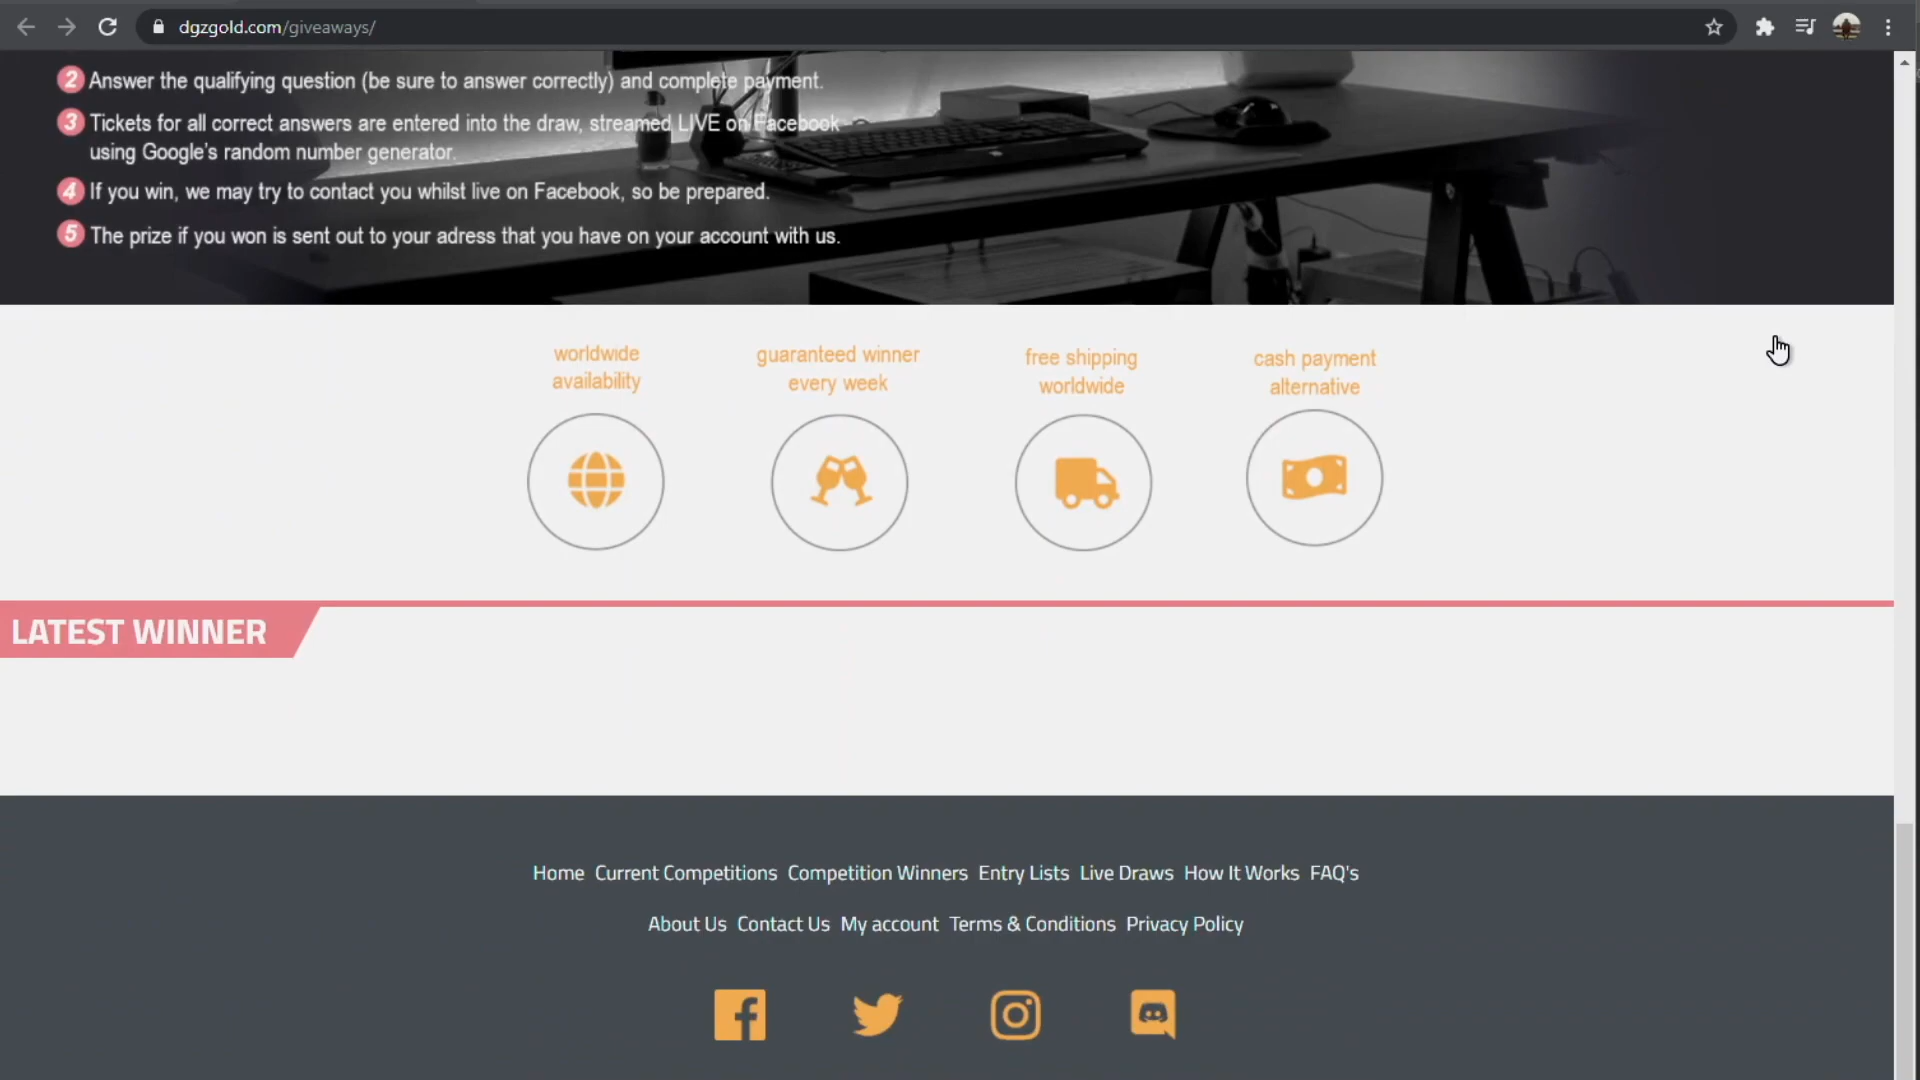 dgzgold.com/giveaways/
2 Answer the qualifying question (be sure to answer correctly) and complete payment.
3 Tickets for all correct answers are entered into the draw, streamed LIVE on Facebook
using Google's random number generator.
4 If you win, we may try to contact you whilst live on Facebook, so be prepared.
5 The prize if you won is sent out to your adress that you have on your account with us.
worldwide
availability
guaranteed winner
every week
free shipping
worldwide
cash payment
alternative
LATEST WINNER
Home Current Competitions Competition Winners Entry Lists Live Draws How It Works FAQ's
About Us Contact Us My account Terms & Conditions Privacy Policy